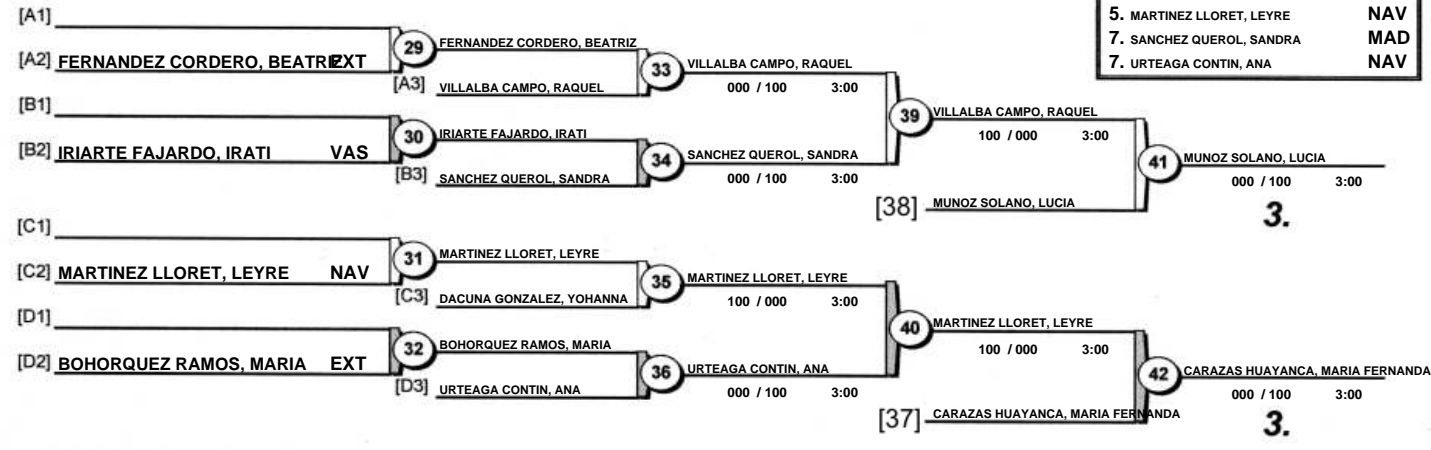 [A1]
5. MARTINEZ LLORET, LEYRE NAV
29 FERNANDEZ CORDERO, BEATRIZ
7. SANCHEZ QUEROL, SANDRA MAD
[A2] FERNANDEZ CORDERO, BEATRIZ EXT
33 VILLALBA CAMPO, RAQUEL
7. URTEAGA CONTIN, ANA NAV
[A3] VILLALBA CAMPO, RAQUEL
000 / 100 3:00
[B1]
39 VILLALBA CAMPO, RAQUEL
30 IRIARTE FAJARDO, IRATI
100 / 000 3:00
[B2] IRIARTE FAJARDO, IRATI VAS
34 SANCHEZ QUEROL, SANDRA
41 MUNOZ SOLANO, LUCIA
[B3] SANCHEZ QUEROL, SANDRA
000 / 100 3:00
000 / 100 3:00
[38] MUNOZ SOLANO, LUCIA
3.
[C1]
31 MARTINEZ LLORET, LEYRE
[C2] MARTINEZ LLORET, LEYRE NAV
35 MARTINEZ LLORET, LEYRE
[C3] DACUNA GONZALEZ, YOHANNA
100 / 000 3:00
[D1]
40 MARTINEZ LLORET, LEYRE
32 BOHORQUEZ RAMOS, MARIA
100 / 000 3:00
[D2] BOHORQUEZ RAMOS, MARIA EXT
36 URTEAGA CONTIN, ANA
42 CARAZAS HUAYANCA, MARIA FERNANDA
[D3] URTEAGA CONTIN, ANA
000 / 100 3:00
000 / 100 3:00
[37] CARAZAS HUAYANCA, MARIA FERNANDA
3.